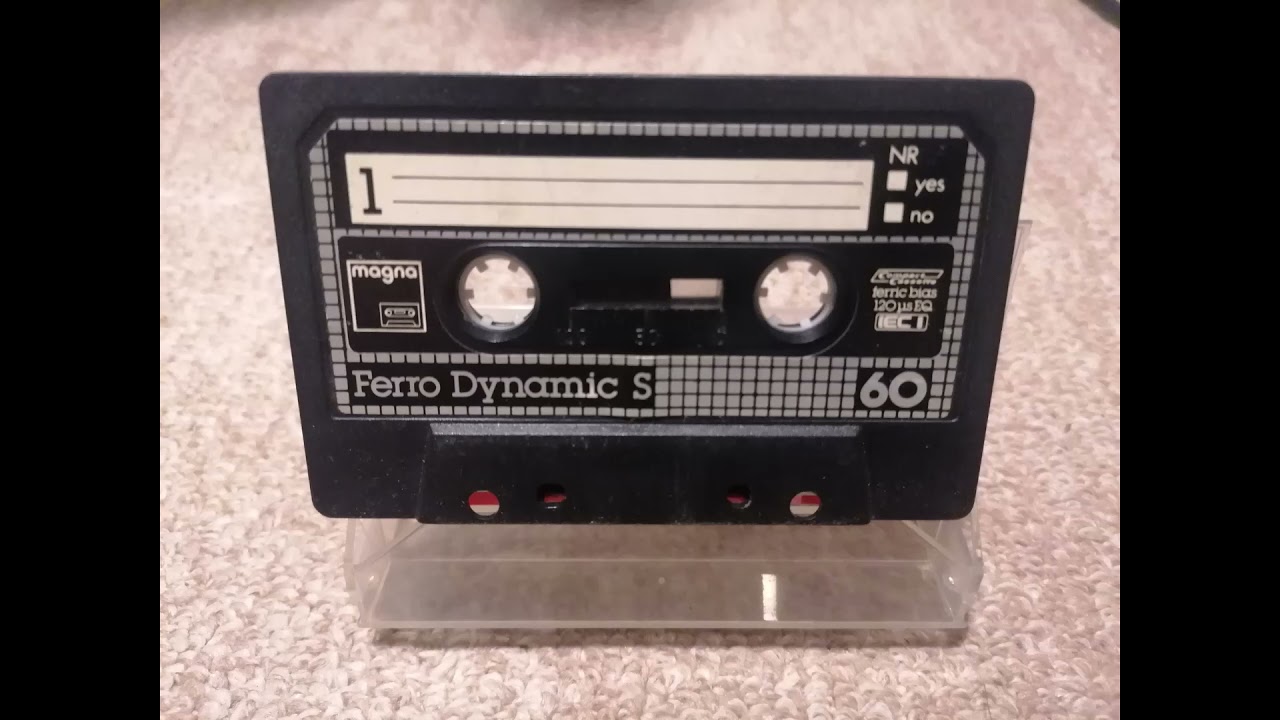 1
NR
yes
no
magna
Compact
Cassette
ferric bias
120 µs EQ
IEC I
Ferro Dynamic S
60